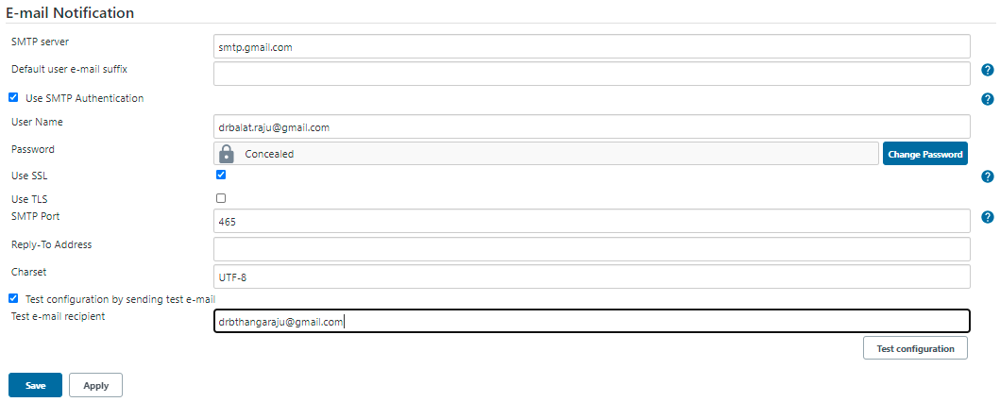 E-mail Notification
SMTP server
smtp.gmail.com
Default user e-mail suffix
?
Use SMTP Authentication
?
User Name
drbalat.raju@gmail.com
Password
Concealed
Change Password
Use SSL
?
Use TLS
SMTP Port
465
?
Reply-To Address
Charset
UTF-8
Test configuration by sending test e-mail
Test e-mail recipient
drbthangaraju@gmail.com
Test configuration
Save
Apply